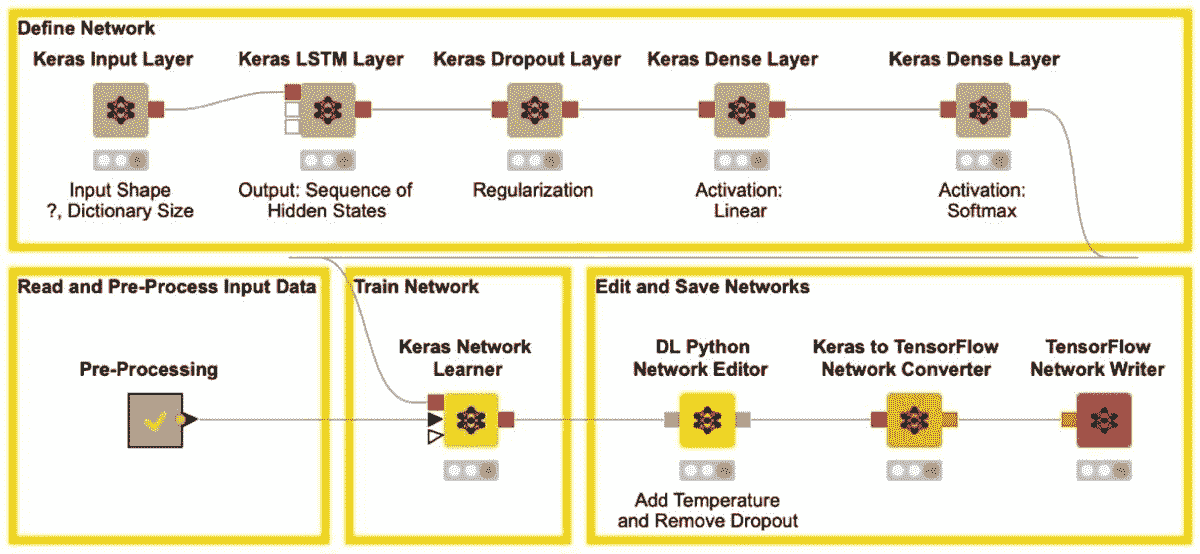 Define Network
Keras Input Layer
Keras LSTM Layer
Keras Dropout Layer
Keras Dense Layer
Keras Dense Layer
Input Shape
?, Dictionary Size
Output: Sequence of
Hidden States
Regularization
Activation:
Linear
Activation:
Softmax
Read and Pre-Process Input Data
Pre-Processing
Train Network
Keras Network
Learner
Edit and Save Networks
DL Python
Network Editor
Add Temperature
and Remove Dropout
Keras to TensorFlow
Network Converter
TensorFlow
Network Writer